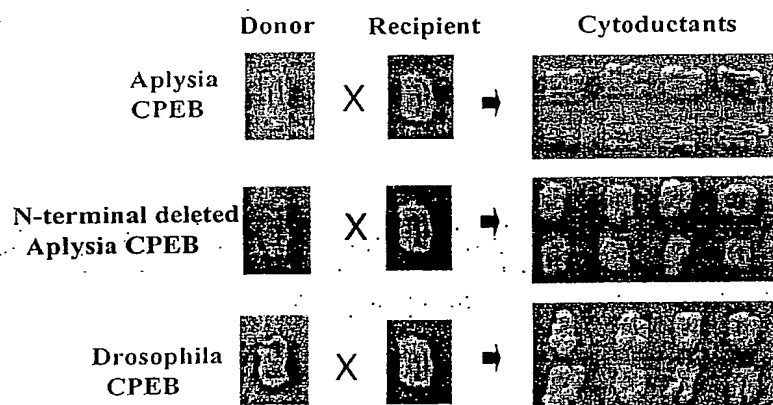 Donor Recipient Cytoductants
Aplysia
CPEB
X
N-terminal deleted
Aplysia CPEB
X
Drosophila
CPEB
X